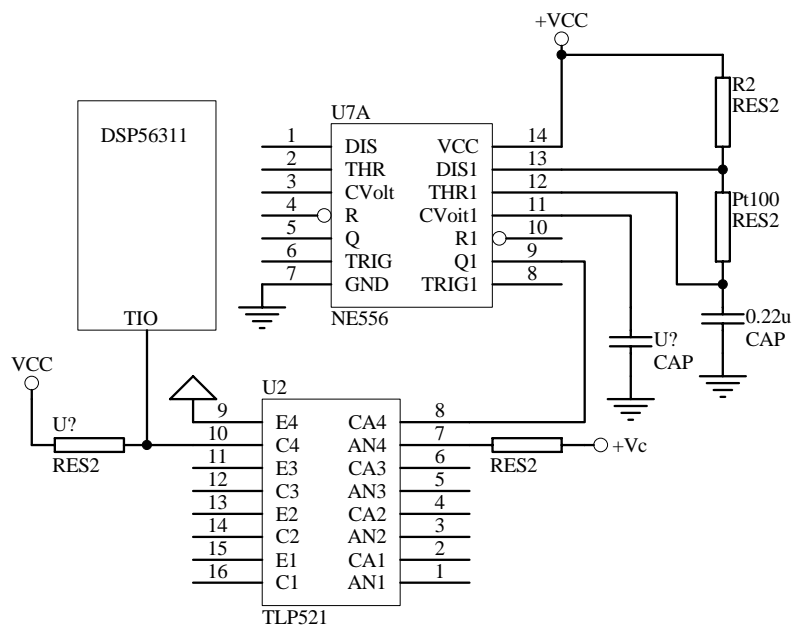 +VCC
R2
RES2
U7A
DSP56311
1 DIS VCC 14
2 THR DIS1 13
3 CVolt THR1 12
4 R CVoit1 11
5 Q R1 10
6 TRIG Q1 9
7 GND TRIG1 8
NE556
Pt100
RES2
TIO
0.22u
CAP
U?
CAP
VCC
U?
RES2
U2
9 E4 CA4 8
10 C4 AN4 7
11 E3 CA3 6
12 C3 AN3 5
13 E2 CA2 4
14 C2 AN2 3
15 E1 CA1 2
16 C1 AN1 1
TLP521
RES2
+Vc